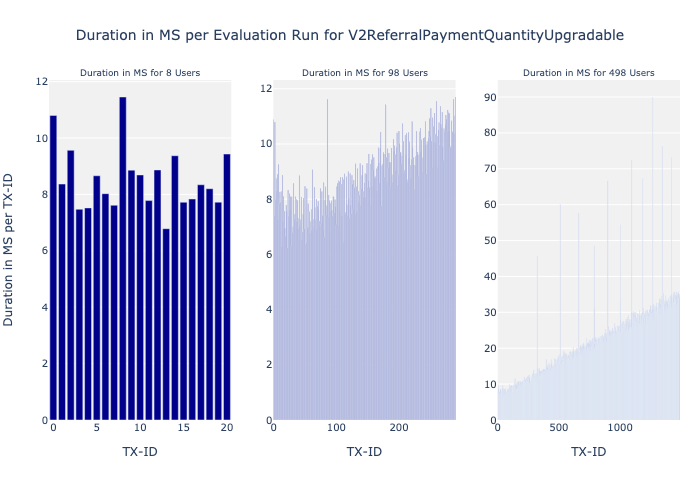 Duration in MS per Evaluation Run for V2ReferralPaymentQuantityUpgradable
Duration in MS for 8 Users
Duration in MS for 98 Users
Duration in MS for 498 Users
Duration in MS per TX-ID
12
10
8
6
4
2
0
0 5 10 15 20
TX-ID
12
10
8
6
4
2
0
0 100 200
TX-ID
90
80
70
60
50
40
30
20
10
0
0 500 1000
TX-ID